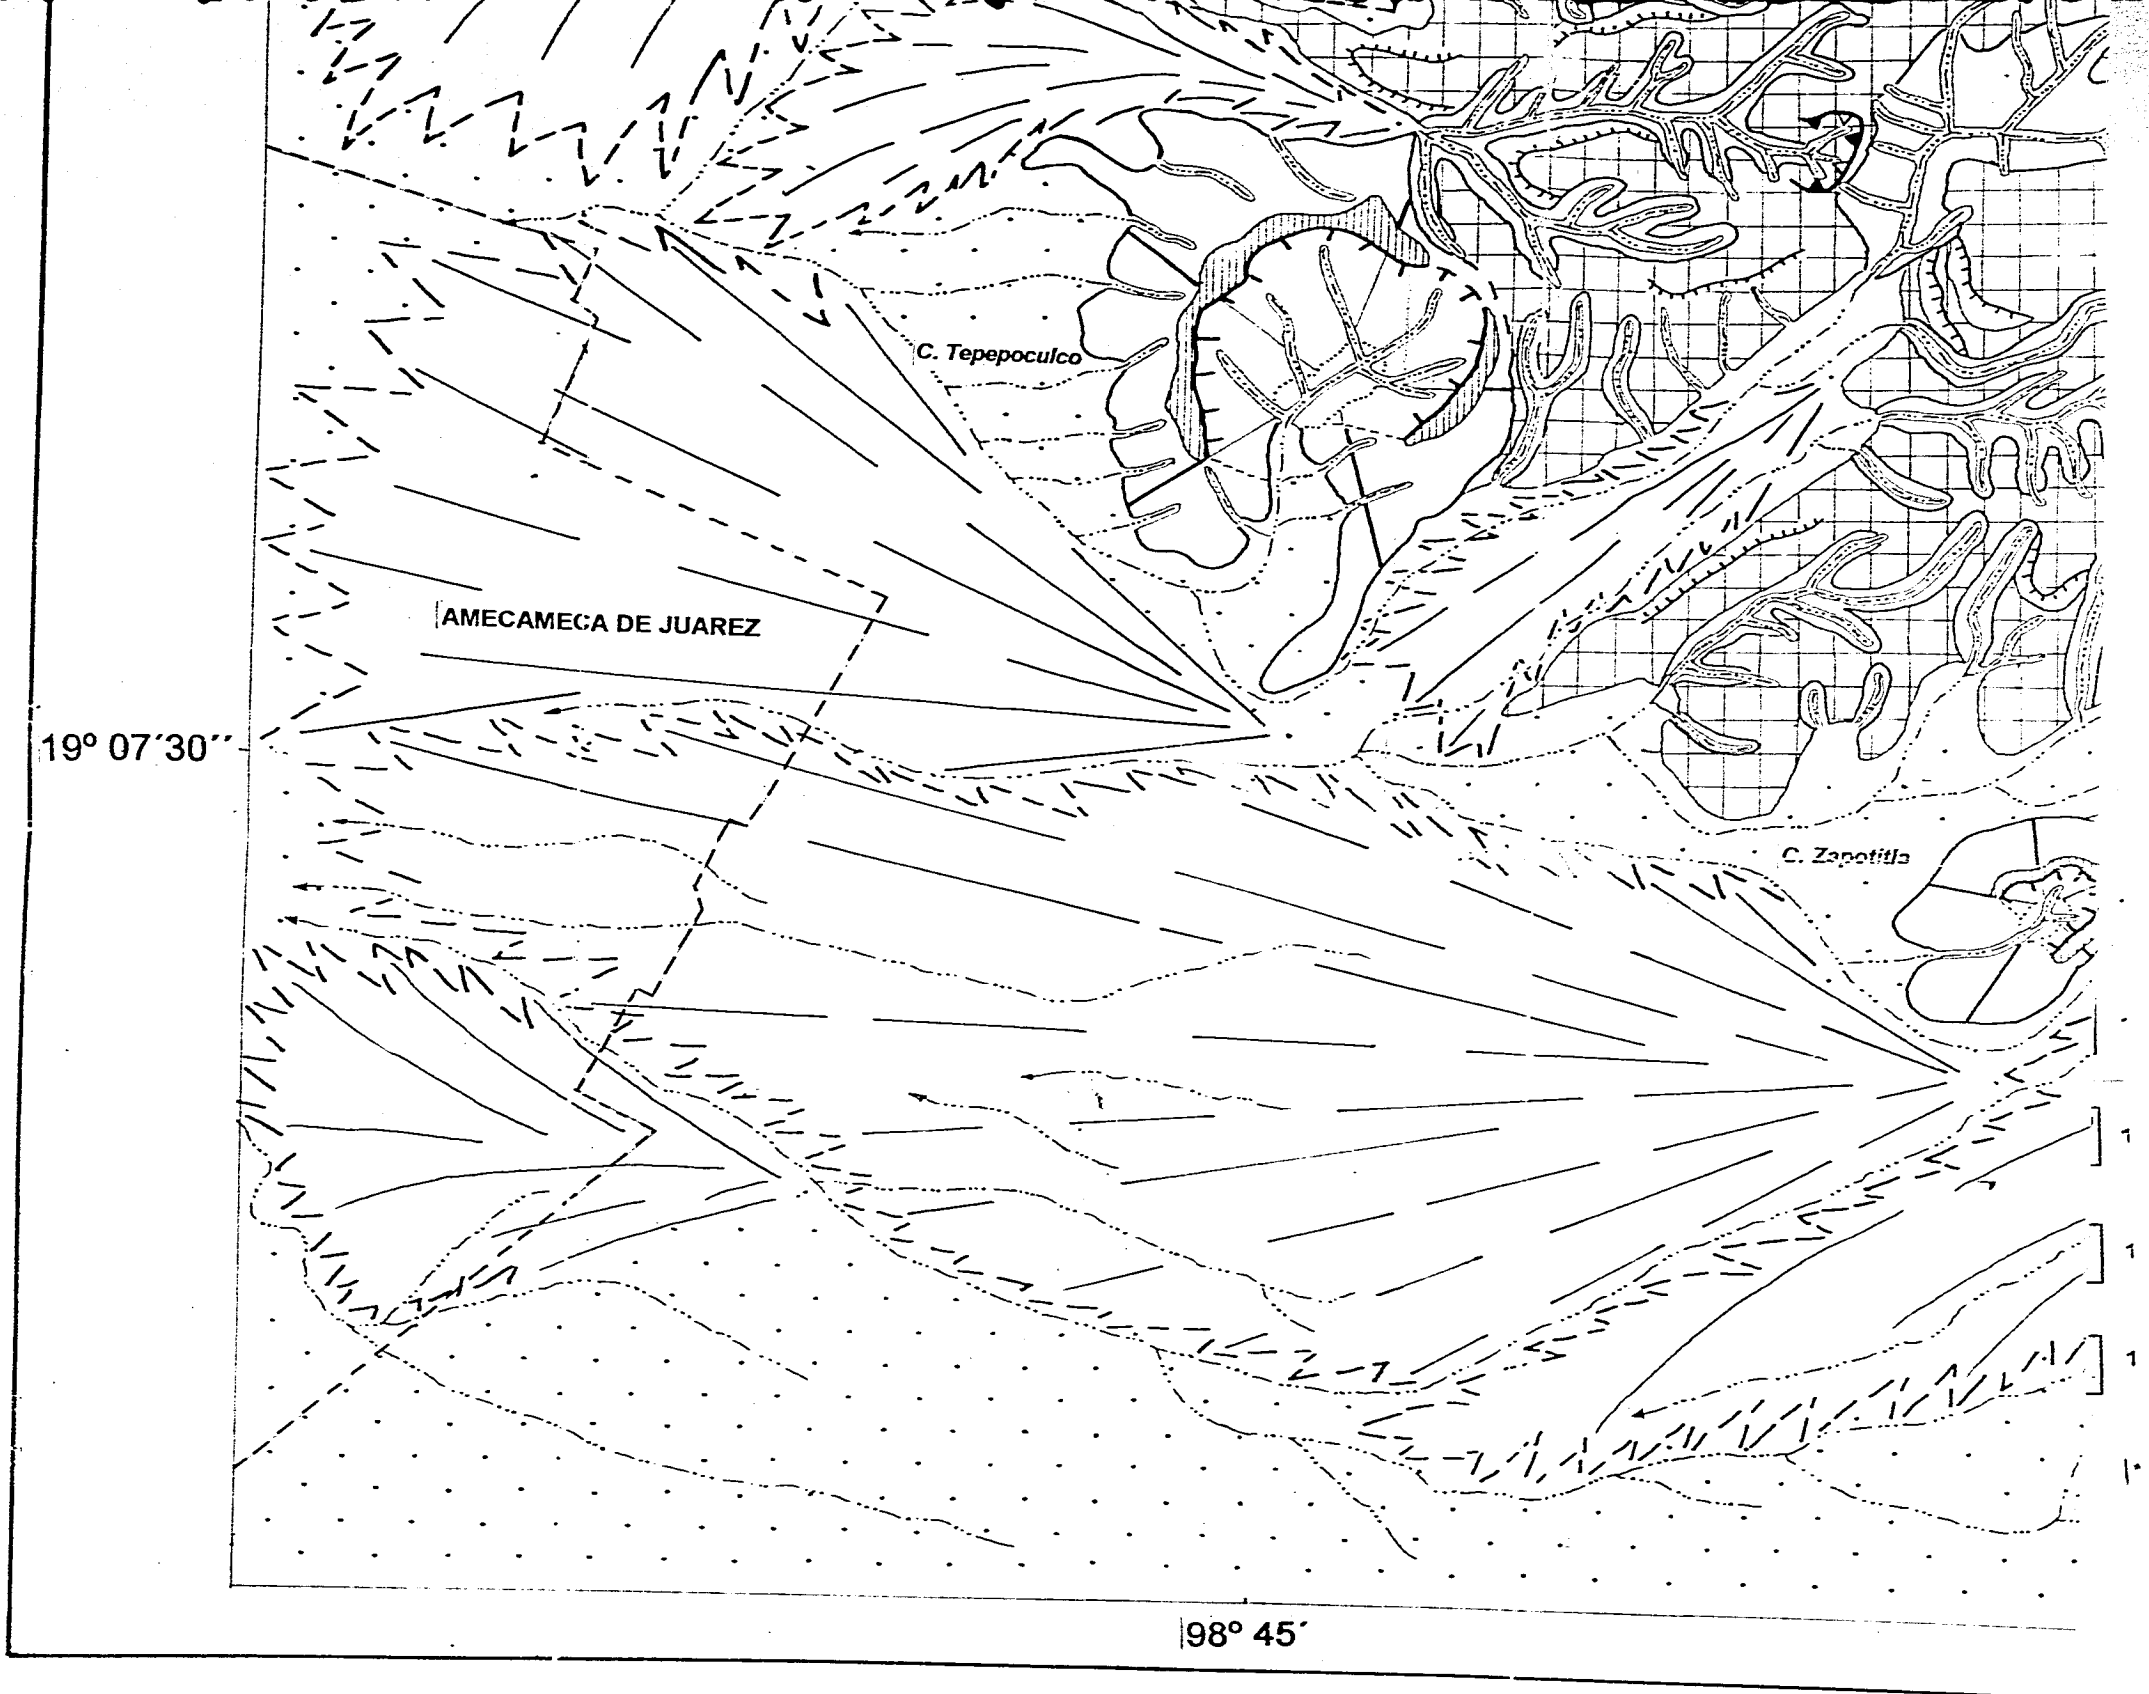 C. Tepepoculco
AMECAMECA DE JUAREZ
19º 07´30´´
C. Zapotitla
1
1
1
98º 45´